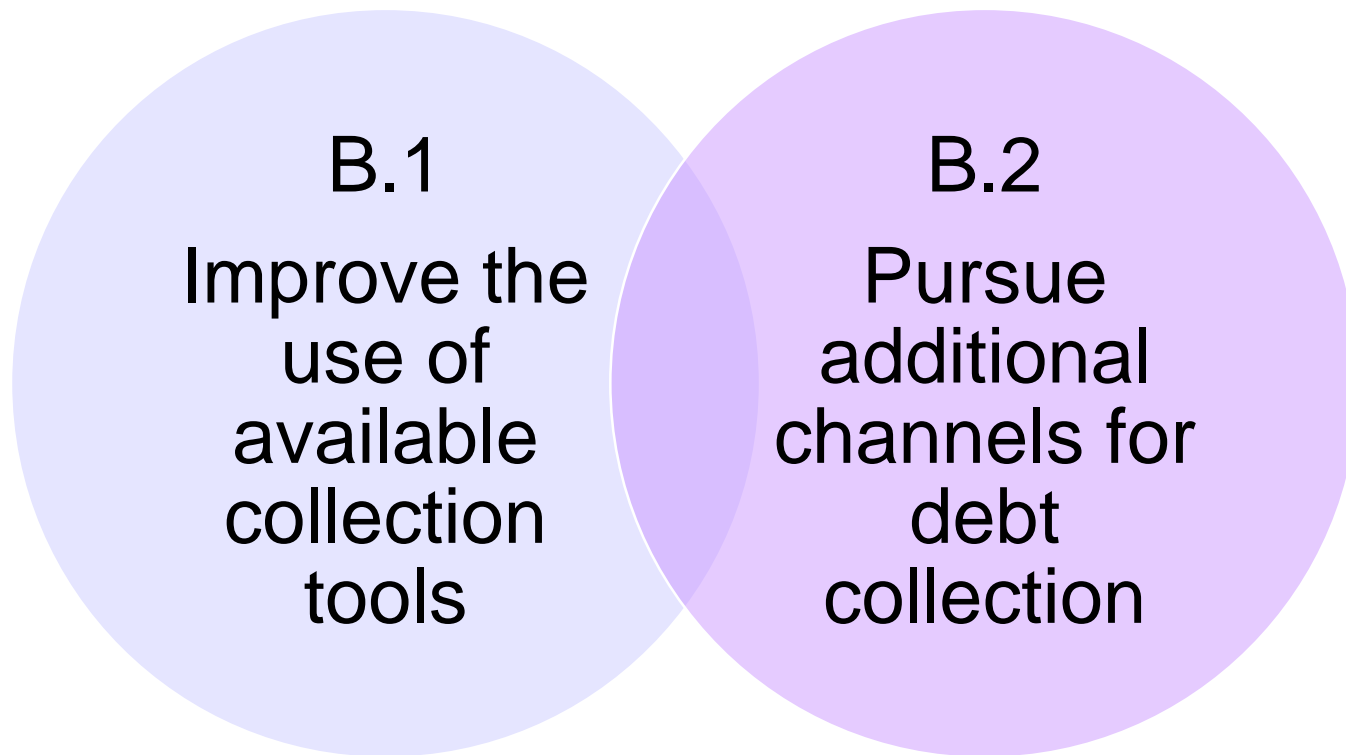 B.1
Improve the
use of
available
collection
tools
B.2
Pursue
additional
channels for
debt
collection